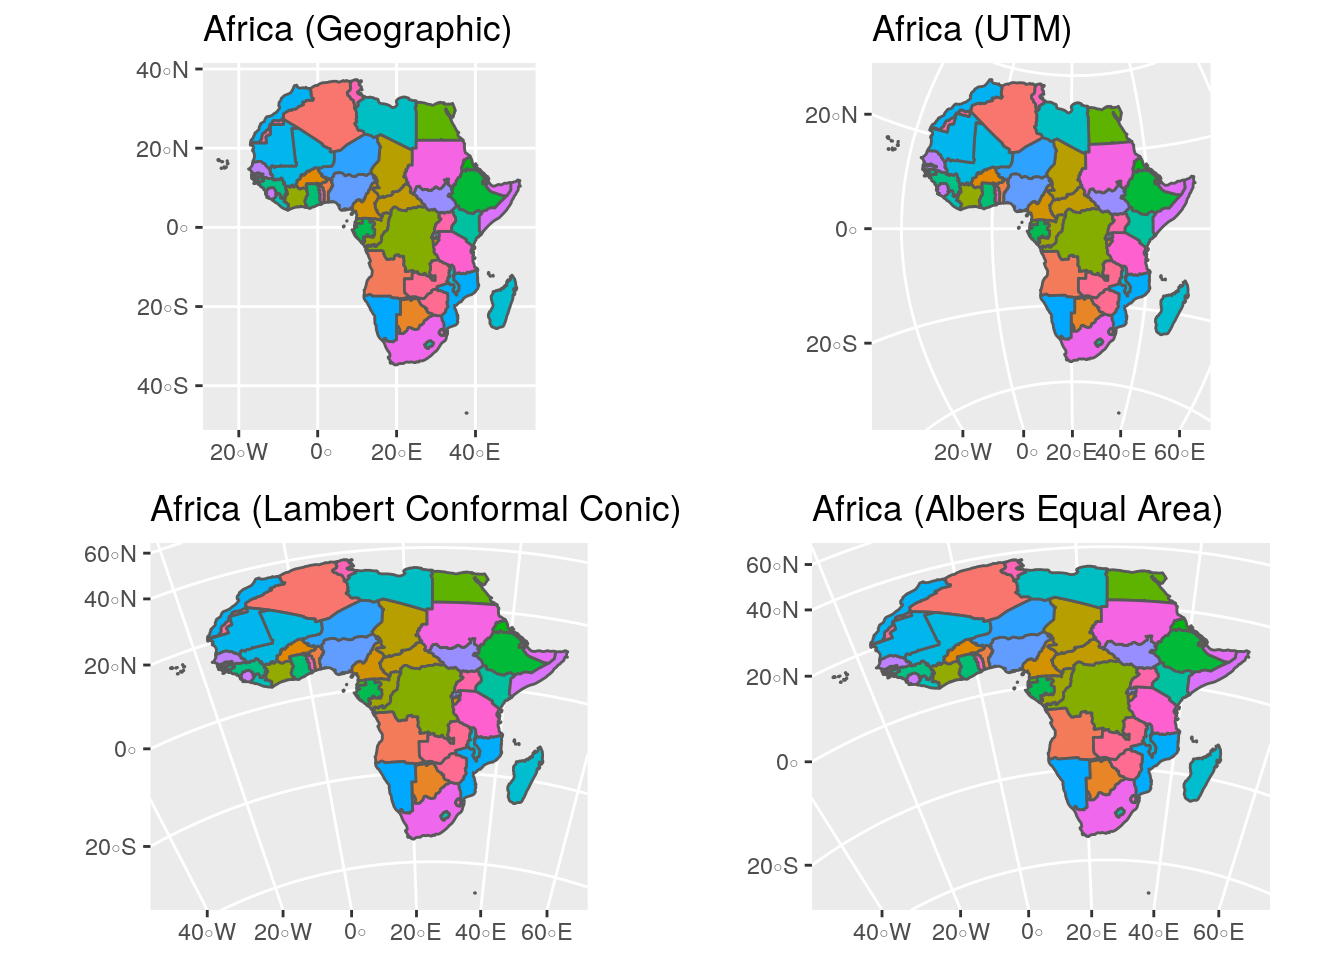 Africa (Geographic)
40°N
20°N
0°
20°S
40°S
20°W 0° 20°E 40°E
Africa (UTM)
20°N
0°
20°S
20°W 0° 20°E 40°E 60°E
Africa (Lambert Conformal Conic)
60°N
40°N
20°N
0°
20°S
40°W 20°W 0° 20°E 40°E 60°E
Africa (Albers Equal Area)
60°N
40°N
20°N
0°
20°S
40°W 20°W 0° 20°E 40°E 60°E